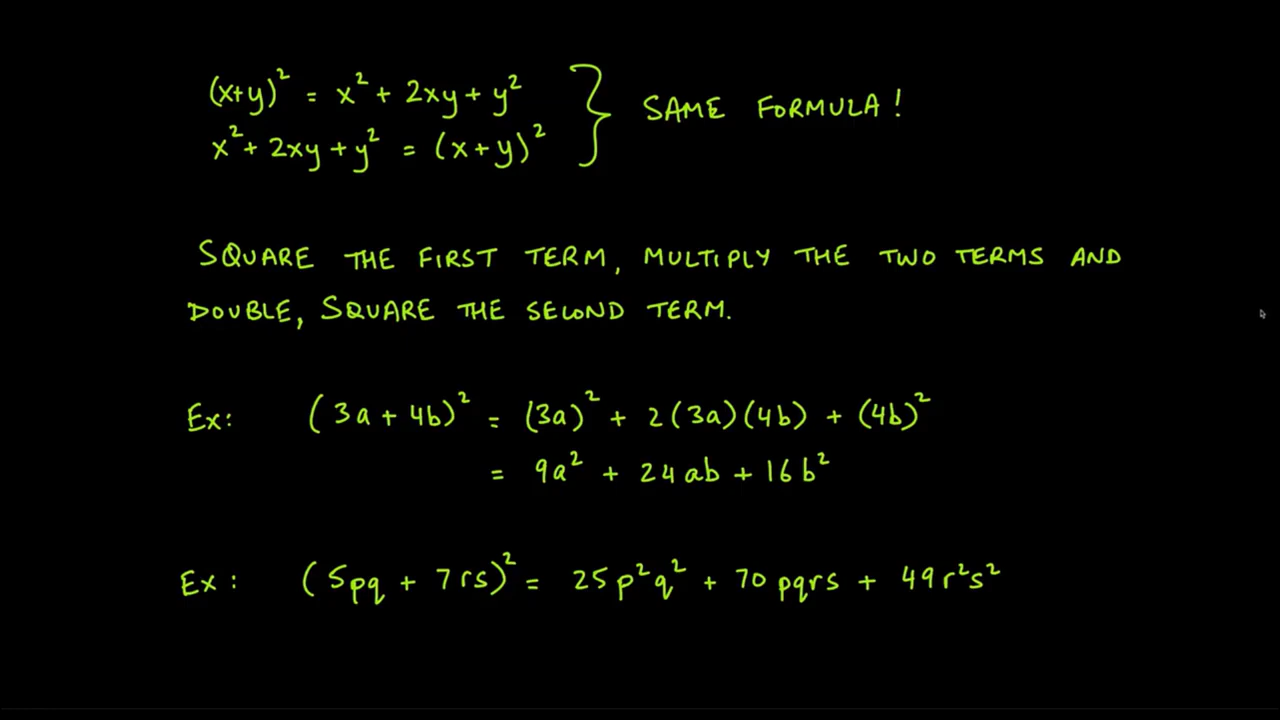 (x+y)² = x² + 2xy + y²
x² + 2xy + y² = (x + y)²
} SAME FORMULA!
SQUARE THE FIRST TERM, MULTIPLY THE TWO TERMS AND
DOUBLE, SQUARE THE SECOND TERM.
Ex: (3a + 4b)² = (3a)² + 2(3a)(4b) + (4b)²
= 9a² + 24ab + 16b²
Ex: (5pq + 7rs)² = 25p²q² + 70pqrs + 49r²s²